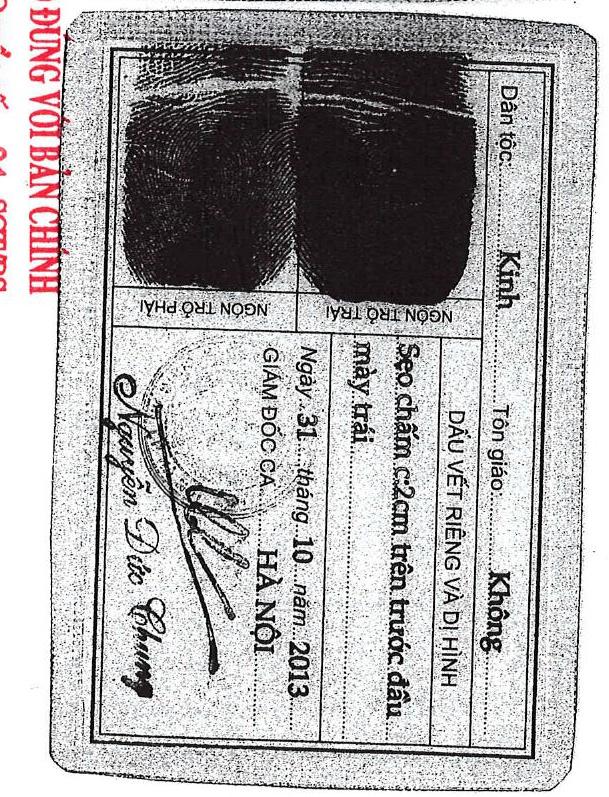 ĐÚNG VỚI BẢN CHÍNH
Dân tộc: Kinh Tôn giáo: Không
NGÓN TRỎ TRÁI
NGÓN TRỎ PHẢI
DẤU VẾT RIÊNG VÀ DỊ HÌNH
Sẹo chấm c:2cm trên trước đầu
mày trái
Ngày 31 tháng 10 năm 2013
GIÁM ĐỐC CA HÀ NỘI
Nguyễn Đức Chung